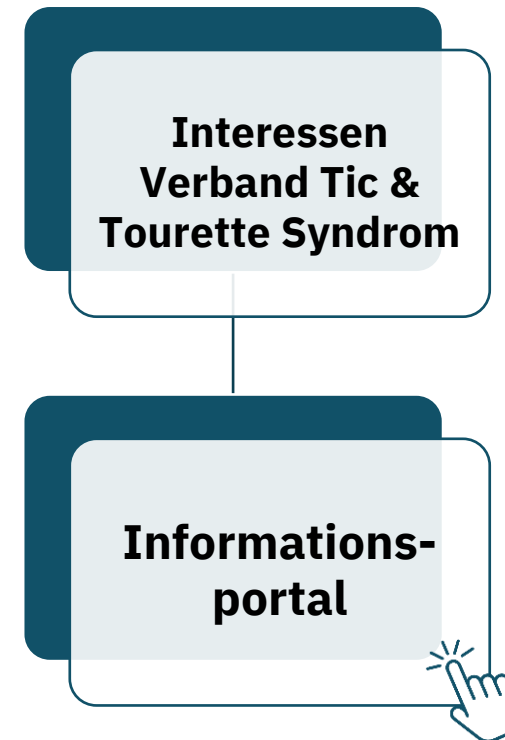 Interessen
Verband Tic &
Tourette Syndrom
Informations-
portal